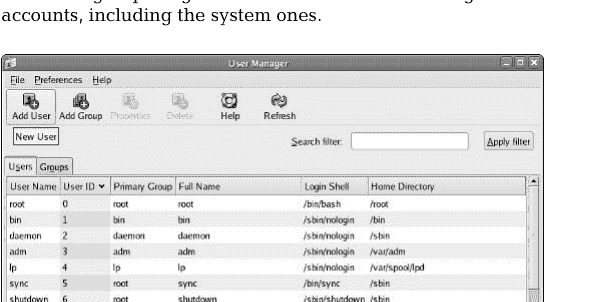 accounts, including the system ones.
User Manager
File Preferences Help
Add User Add Group Properties Delete Help Refresh
New User
Search filter: Apply filter
Users Groups
User Name User ID Primary Group Full Name Login Shell Home Directory
root 0 root root /bin/bash /root
bin 1 bin bin /sbin/nologin /bin
daemon 2 daemon daemon /sbin/nologin /sbin
adm 3 adm adm /sbin/nologin /var/adm
lp 4 lp lp /sbin/nologin /var/spool/lpd
sync 5 root sync /bin/sync /sbin
shutdown 6 root shutdown /sbin/shutdown /sbin